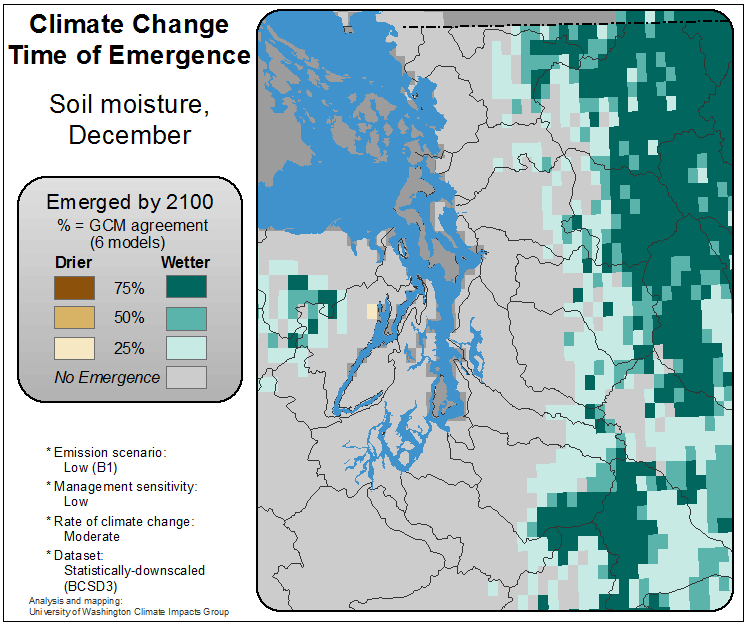 Climate Change
Time of Emergence
Soil moisture,
December
Emerged by 2100
% = GCM agreement
(6 models)
Drier Wetter
75%
50%
25%
No Emergence
* Emission scenario:
Low (B1)
* Management sensitivity:
Low
* Rate of climate change:
Moderate
* Dataset:
Statistically-downscaled
(BCSD3)
Analysis and mapping:
University of Washington Climate Impacts Group